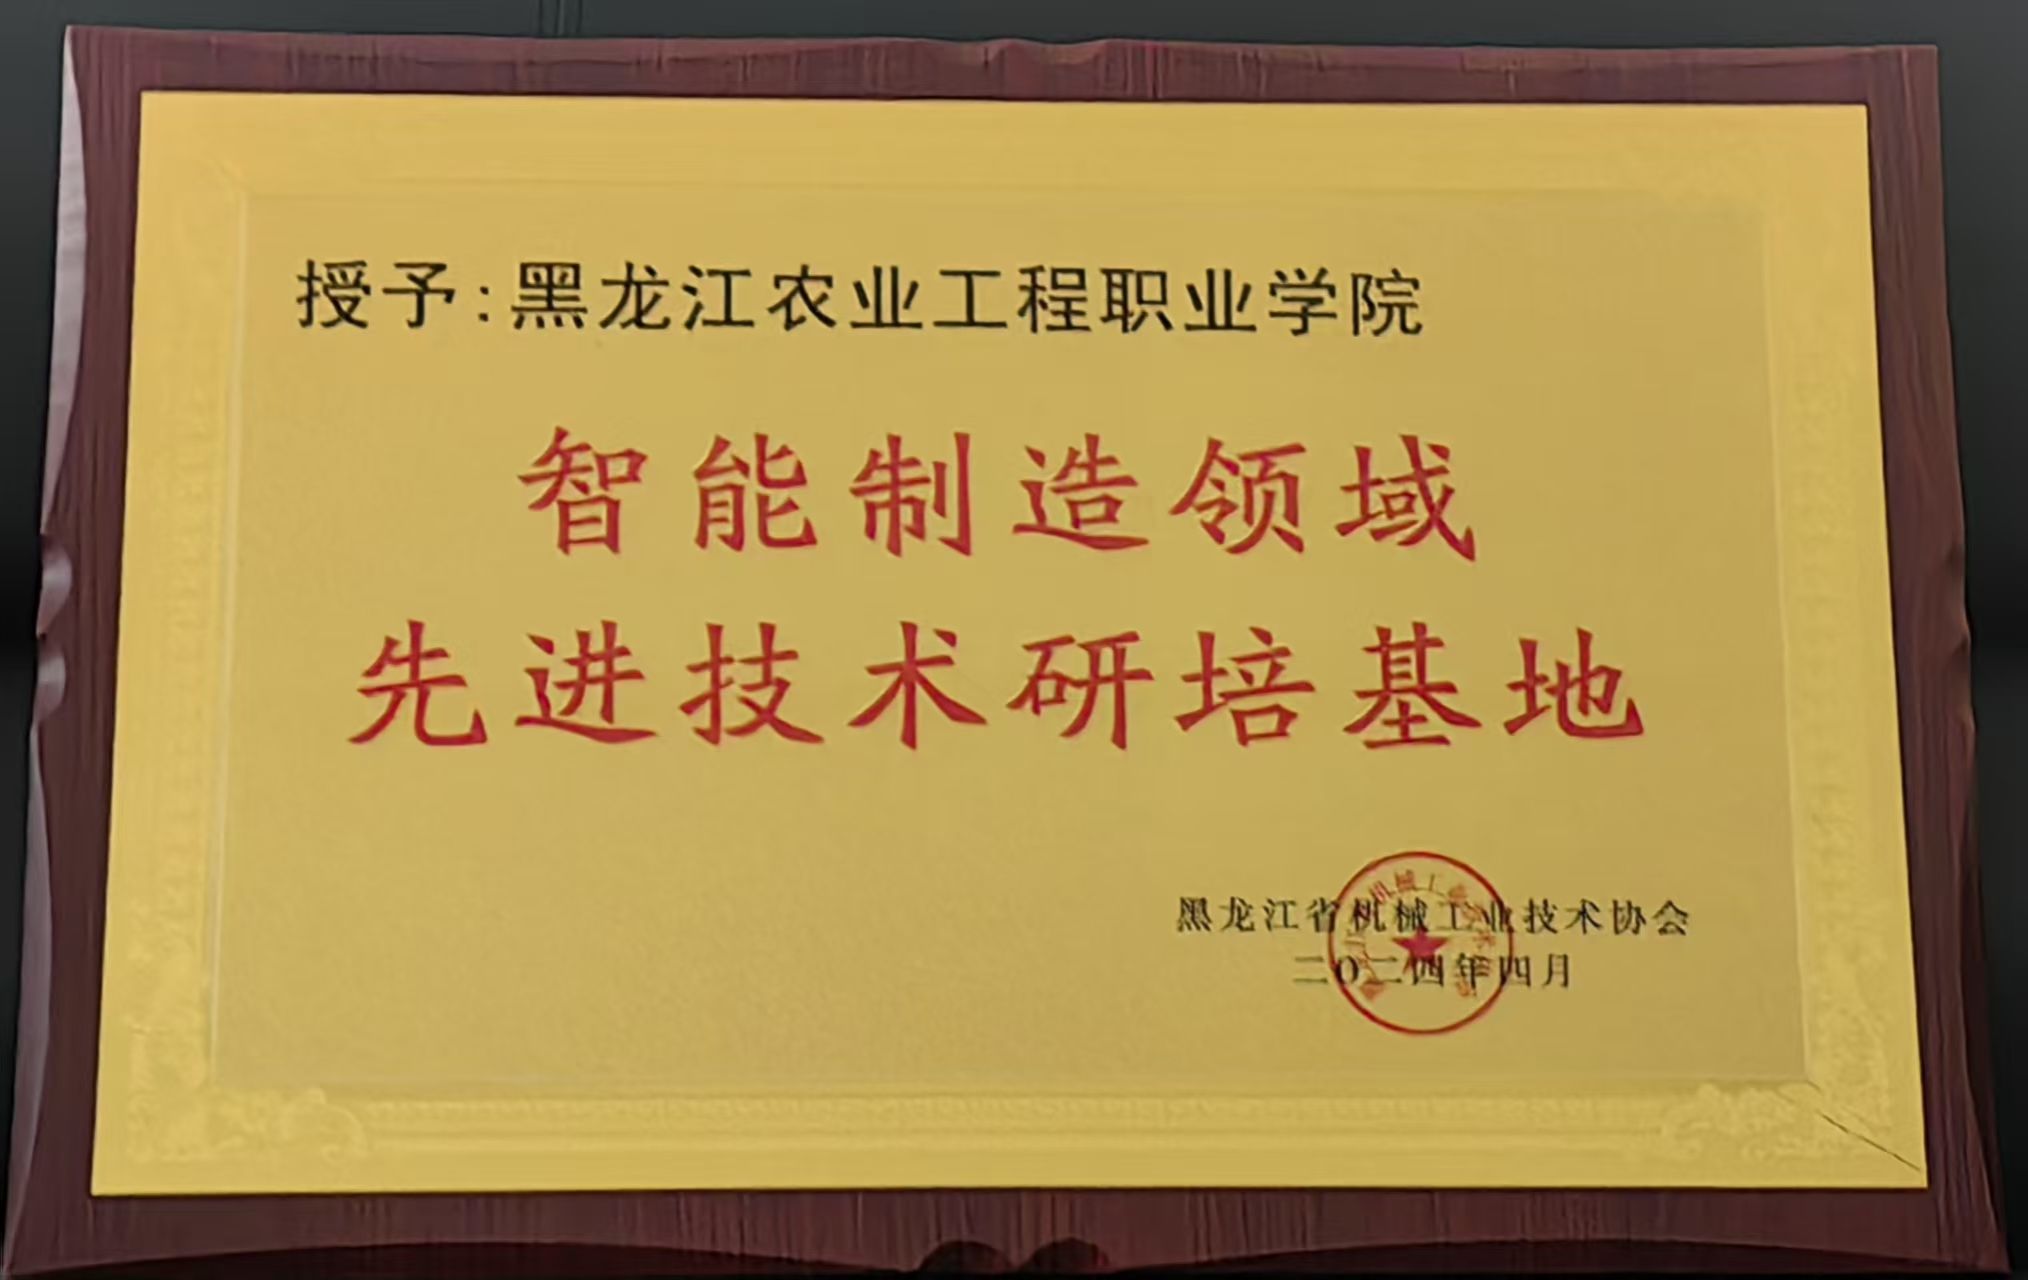 授予:黑龙江农业工程职业学院
智能制造领域
先进技术研培基地
黑龙江省机械工业技术协会
二〇二四年四月